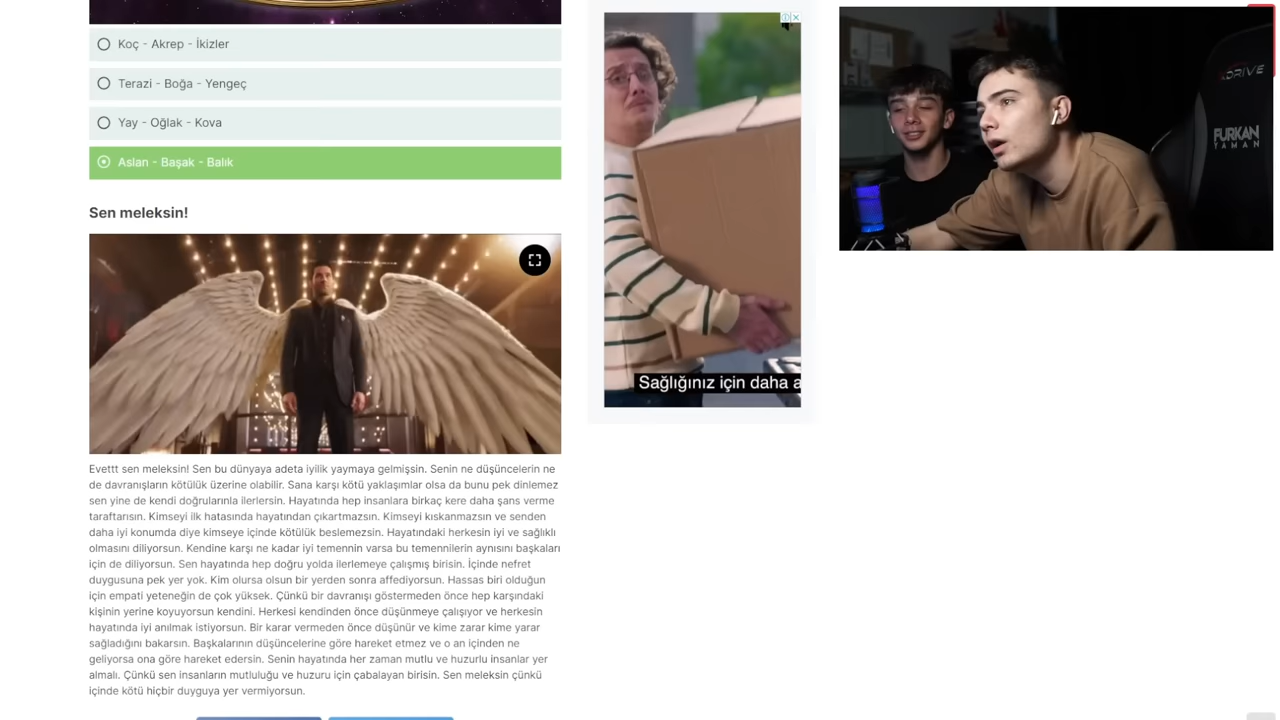 Koç - Akrep - İkizler
Terazi - Boğa - Yengeç
Yay - Oğlak - Kova
Aslan - Başak - Balık
Sen meleksin!
Evettt sen meleksin! Sen bu dünyaya adeta iyilik yaymaya gelmişsin. Senin ne düşüncelerin ne
de davranışların kötülük üzerine olabilir. Sana karşı kötü yaklaşımlar olsa da bunu pek dinlemez
sen yine de kendi doğrularınla ilerlersin. Hayatında hep insanlara birkaç kere daha şans verme
taraftarısın. Kimseyi ilk hatasında hayatından çıkartmazsın. Kimseyi kıskanmazsın ve senden
daha iyi konumda diye kimseye içinde kötülük beslemezsin. Hayatındaki herkesin iyi ve sağlıklı
olmasını diliyorsun. Kendine karşı ne kadar iyi temennin varsa bu temennilerin aynısını başkaları
için de diliyorsun. Sen hayatında hep doğru yolda ilerlemeye çalışmış birisin. İçinde nefret
duygusuna pek yer yok. Kim olursa olsun bir yerden sonra affediyorsun. Hassas biri olduğun
için empati yeteneğin de çok yüksek. Çünkü bir davranışı göstermeden önce hep karşındaki
kişinin yerine koyuyorsun kendini. Herkesi kendinden önce düşünmeye çalışıyor ve herkesin
hayatında iyi anılmak istiyorsun. Bir karar vermeden önce düşünür ve kime zarar kime yarar
sağladığını bakarsın. Başkalarının düşüncelerine göre hareket etmez ve o an içinden ne
geliyorsa ona göre hareket edersin. Senin hayatında her zaman mutlu ve huzurlu insanlar yer
almalı. Çünkü sen insanların mutluluğu ve huzuru için çabalayan birisin. Sen meleksin çünkü
içinde kötü hiçbir duyguya yer vermiyorsun.
Sağlığınız için daha a
XDRIVE
FURKAN
YAMAN